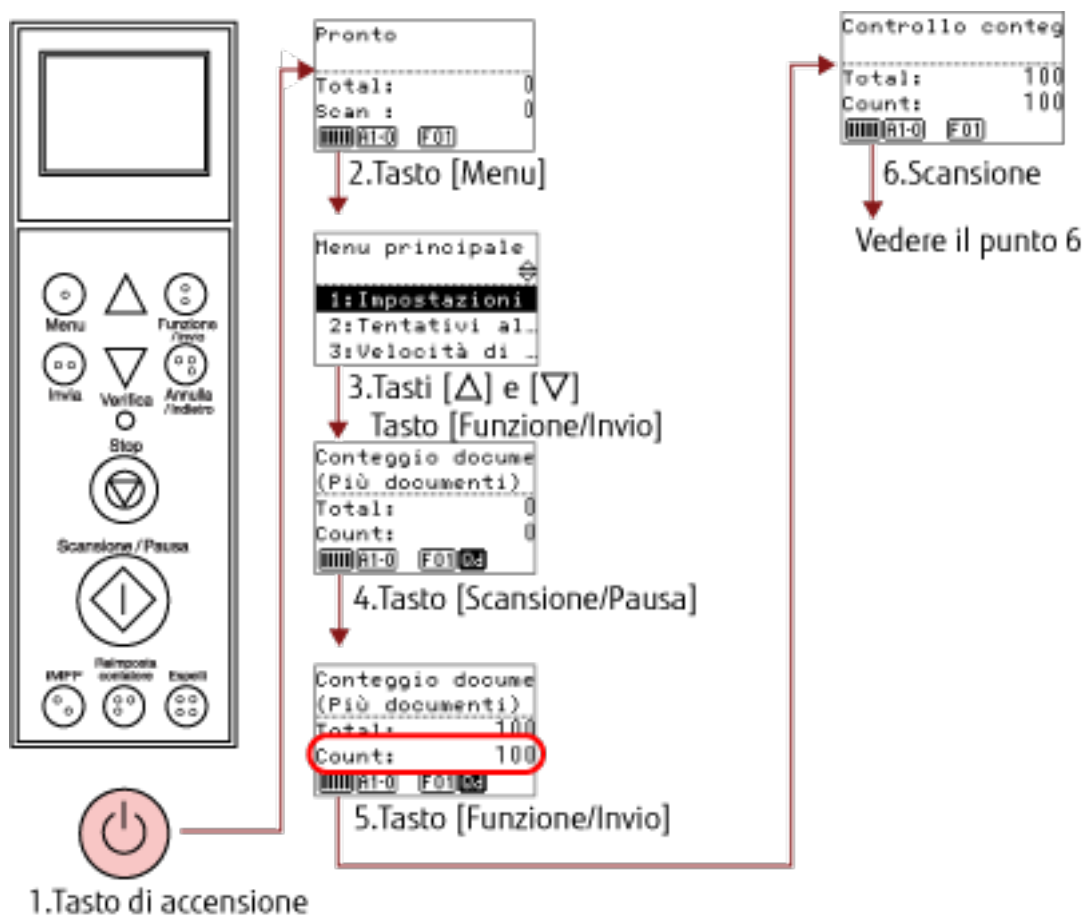 Menu
Funzione
/Invio
Invia
Verifica
Annulla
/Indietro
Stop
Scansione / Pausa
IMPF
Reimposta
contatore
Espelli
1.Tasto di accensione
Pronto
Total: 0
Scan : 0
A1-0 F01
2.Tasto [Menu]
Menu principale
1:Impostazioni
2:Tentativi al…
3:Velocità di …
3.Tasti [△] e [▽]
Tasto [Funzione/Invio]
Conteggio docume
(Più documenti)
Total: 0
Count: 0
A1-0 F01
4.Tasto [Scansione/Pausa]
Conteggio docume
(Più documenti)
Total: 100
Count: 100
A1-0 F01
5.Tasto [Funzione/Invio]
Controllo conteg
Total: 100
Count: 100
A1-0 F01
6.Scansione
Vedere il punto 6